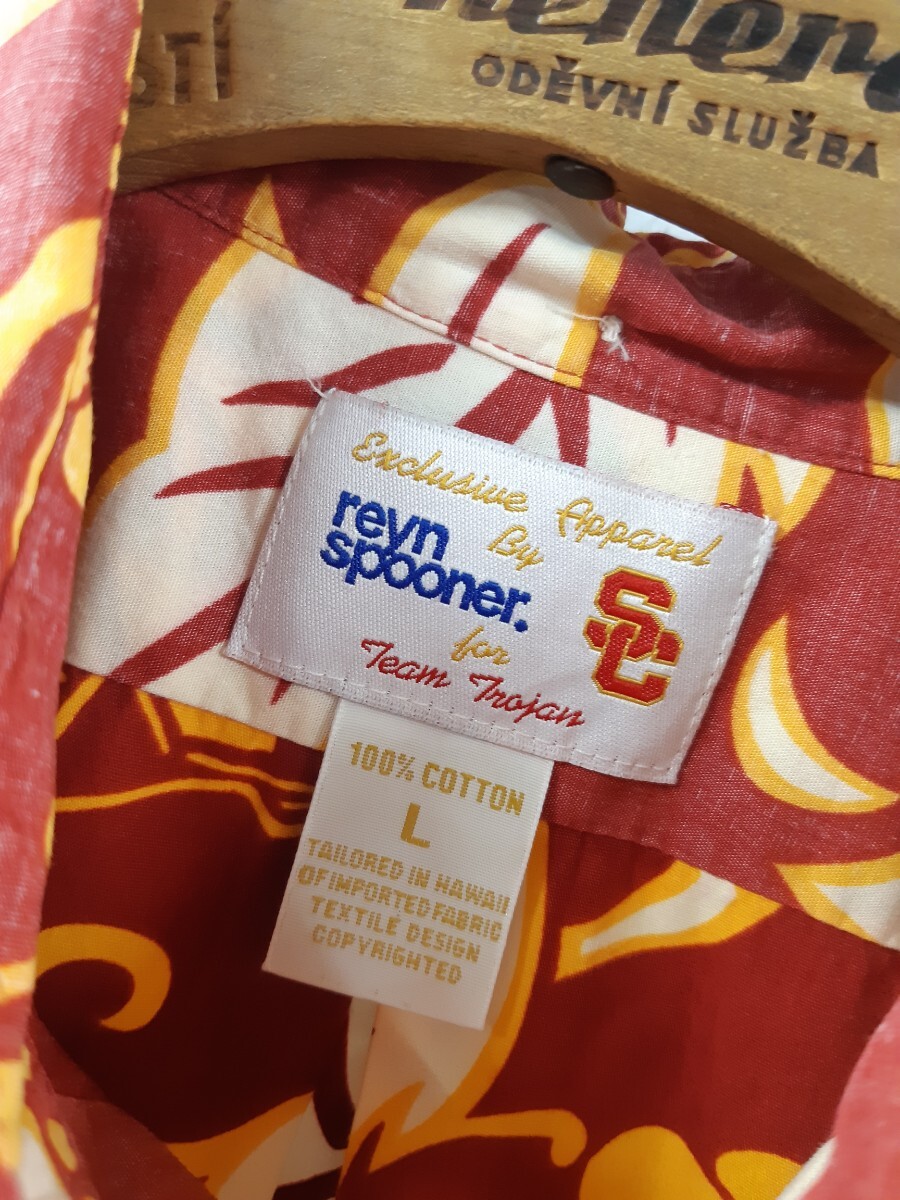 STÍ
ODĚVNÍ SLUŽBA
Exclusive Apparel
By
reyn
spooner.
SC
for
Team Trojan
100% COTTON
L
TAILORED IN HAWAII
OF IMPORTED FABRIC
TEXTILE DESIGN
COPYRIGHTED